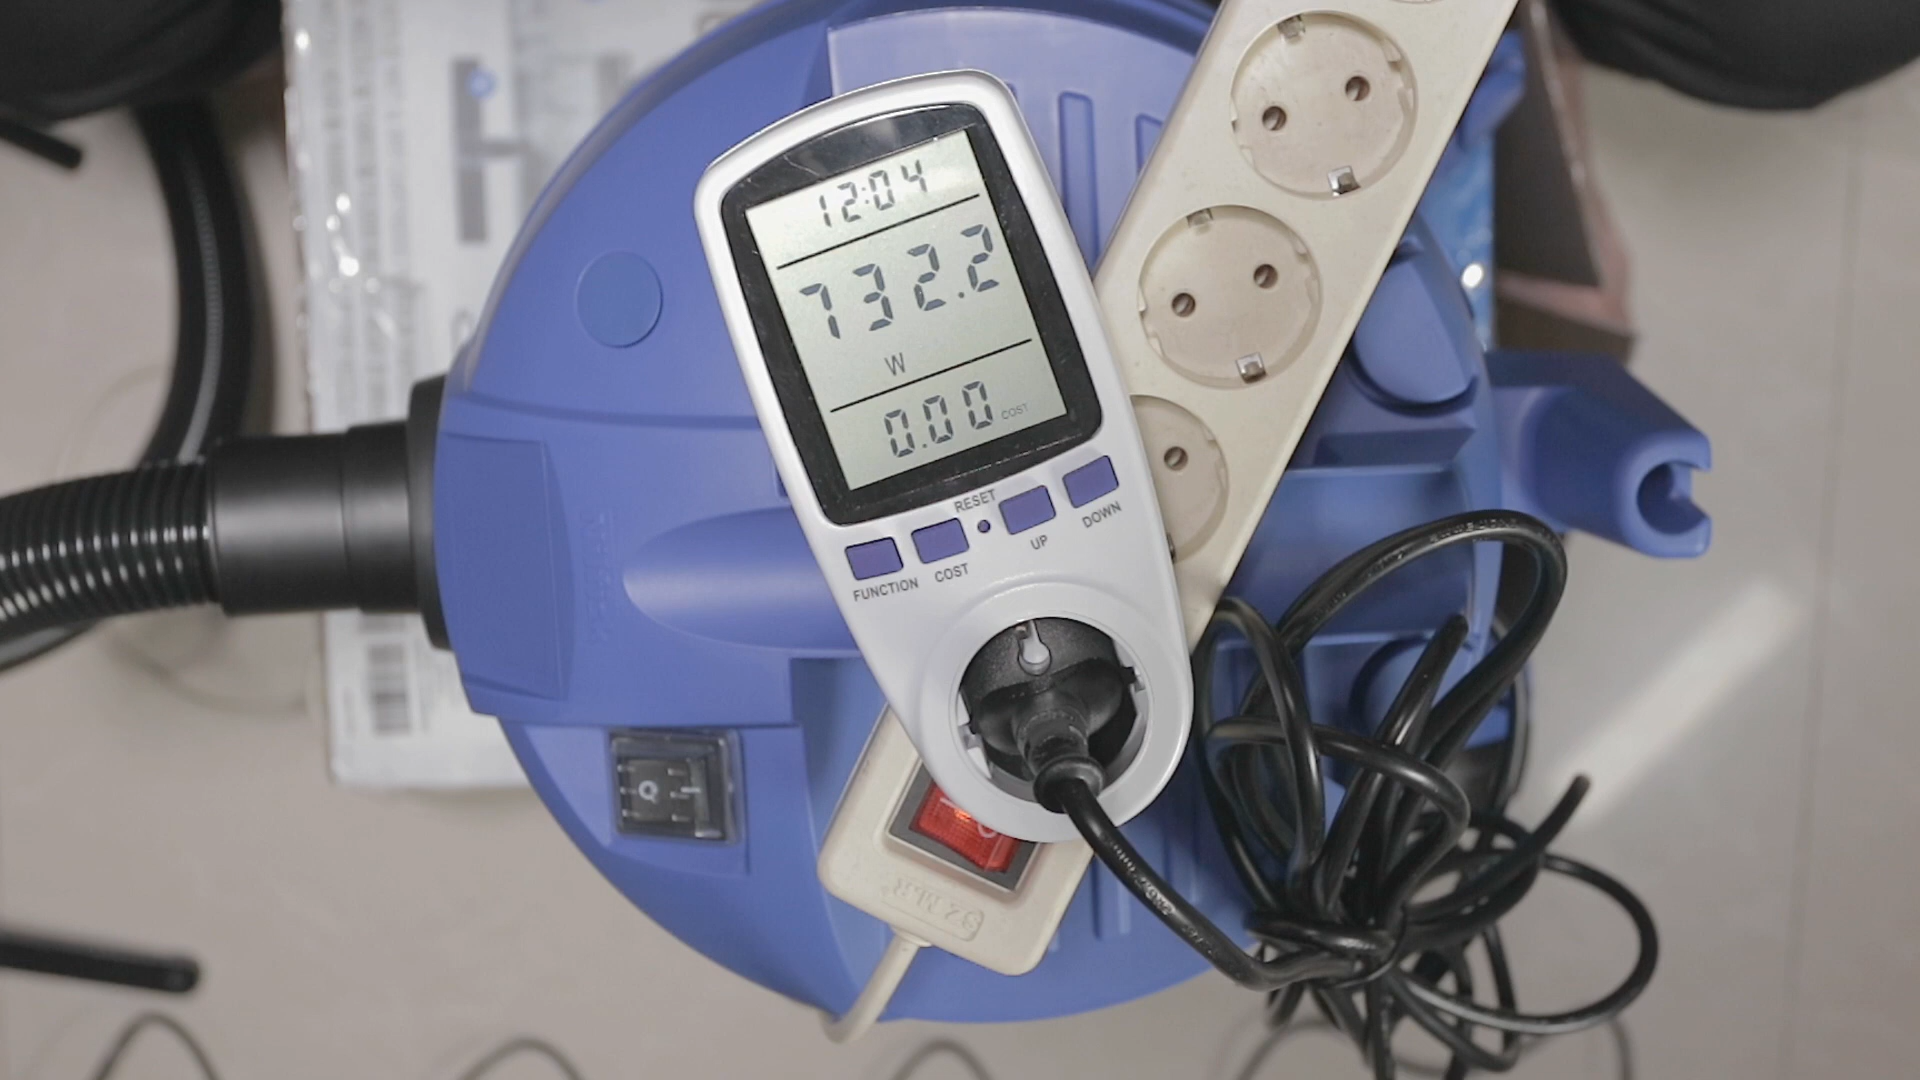 12:04
732.2
W
0.00 COST
RESET
FUNCTION COST UP DOWN